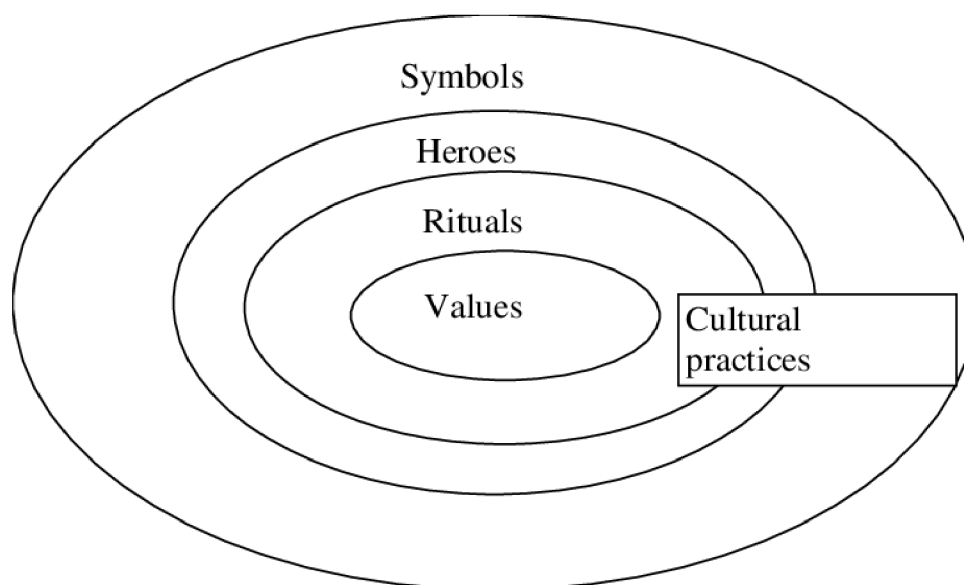 Symbols
Heroes
Rituals
Values
Cultural
practices